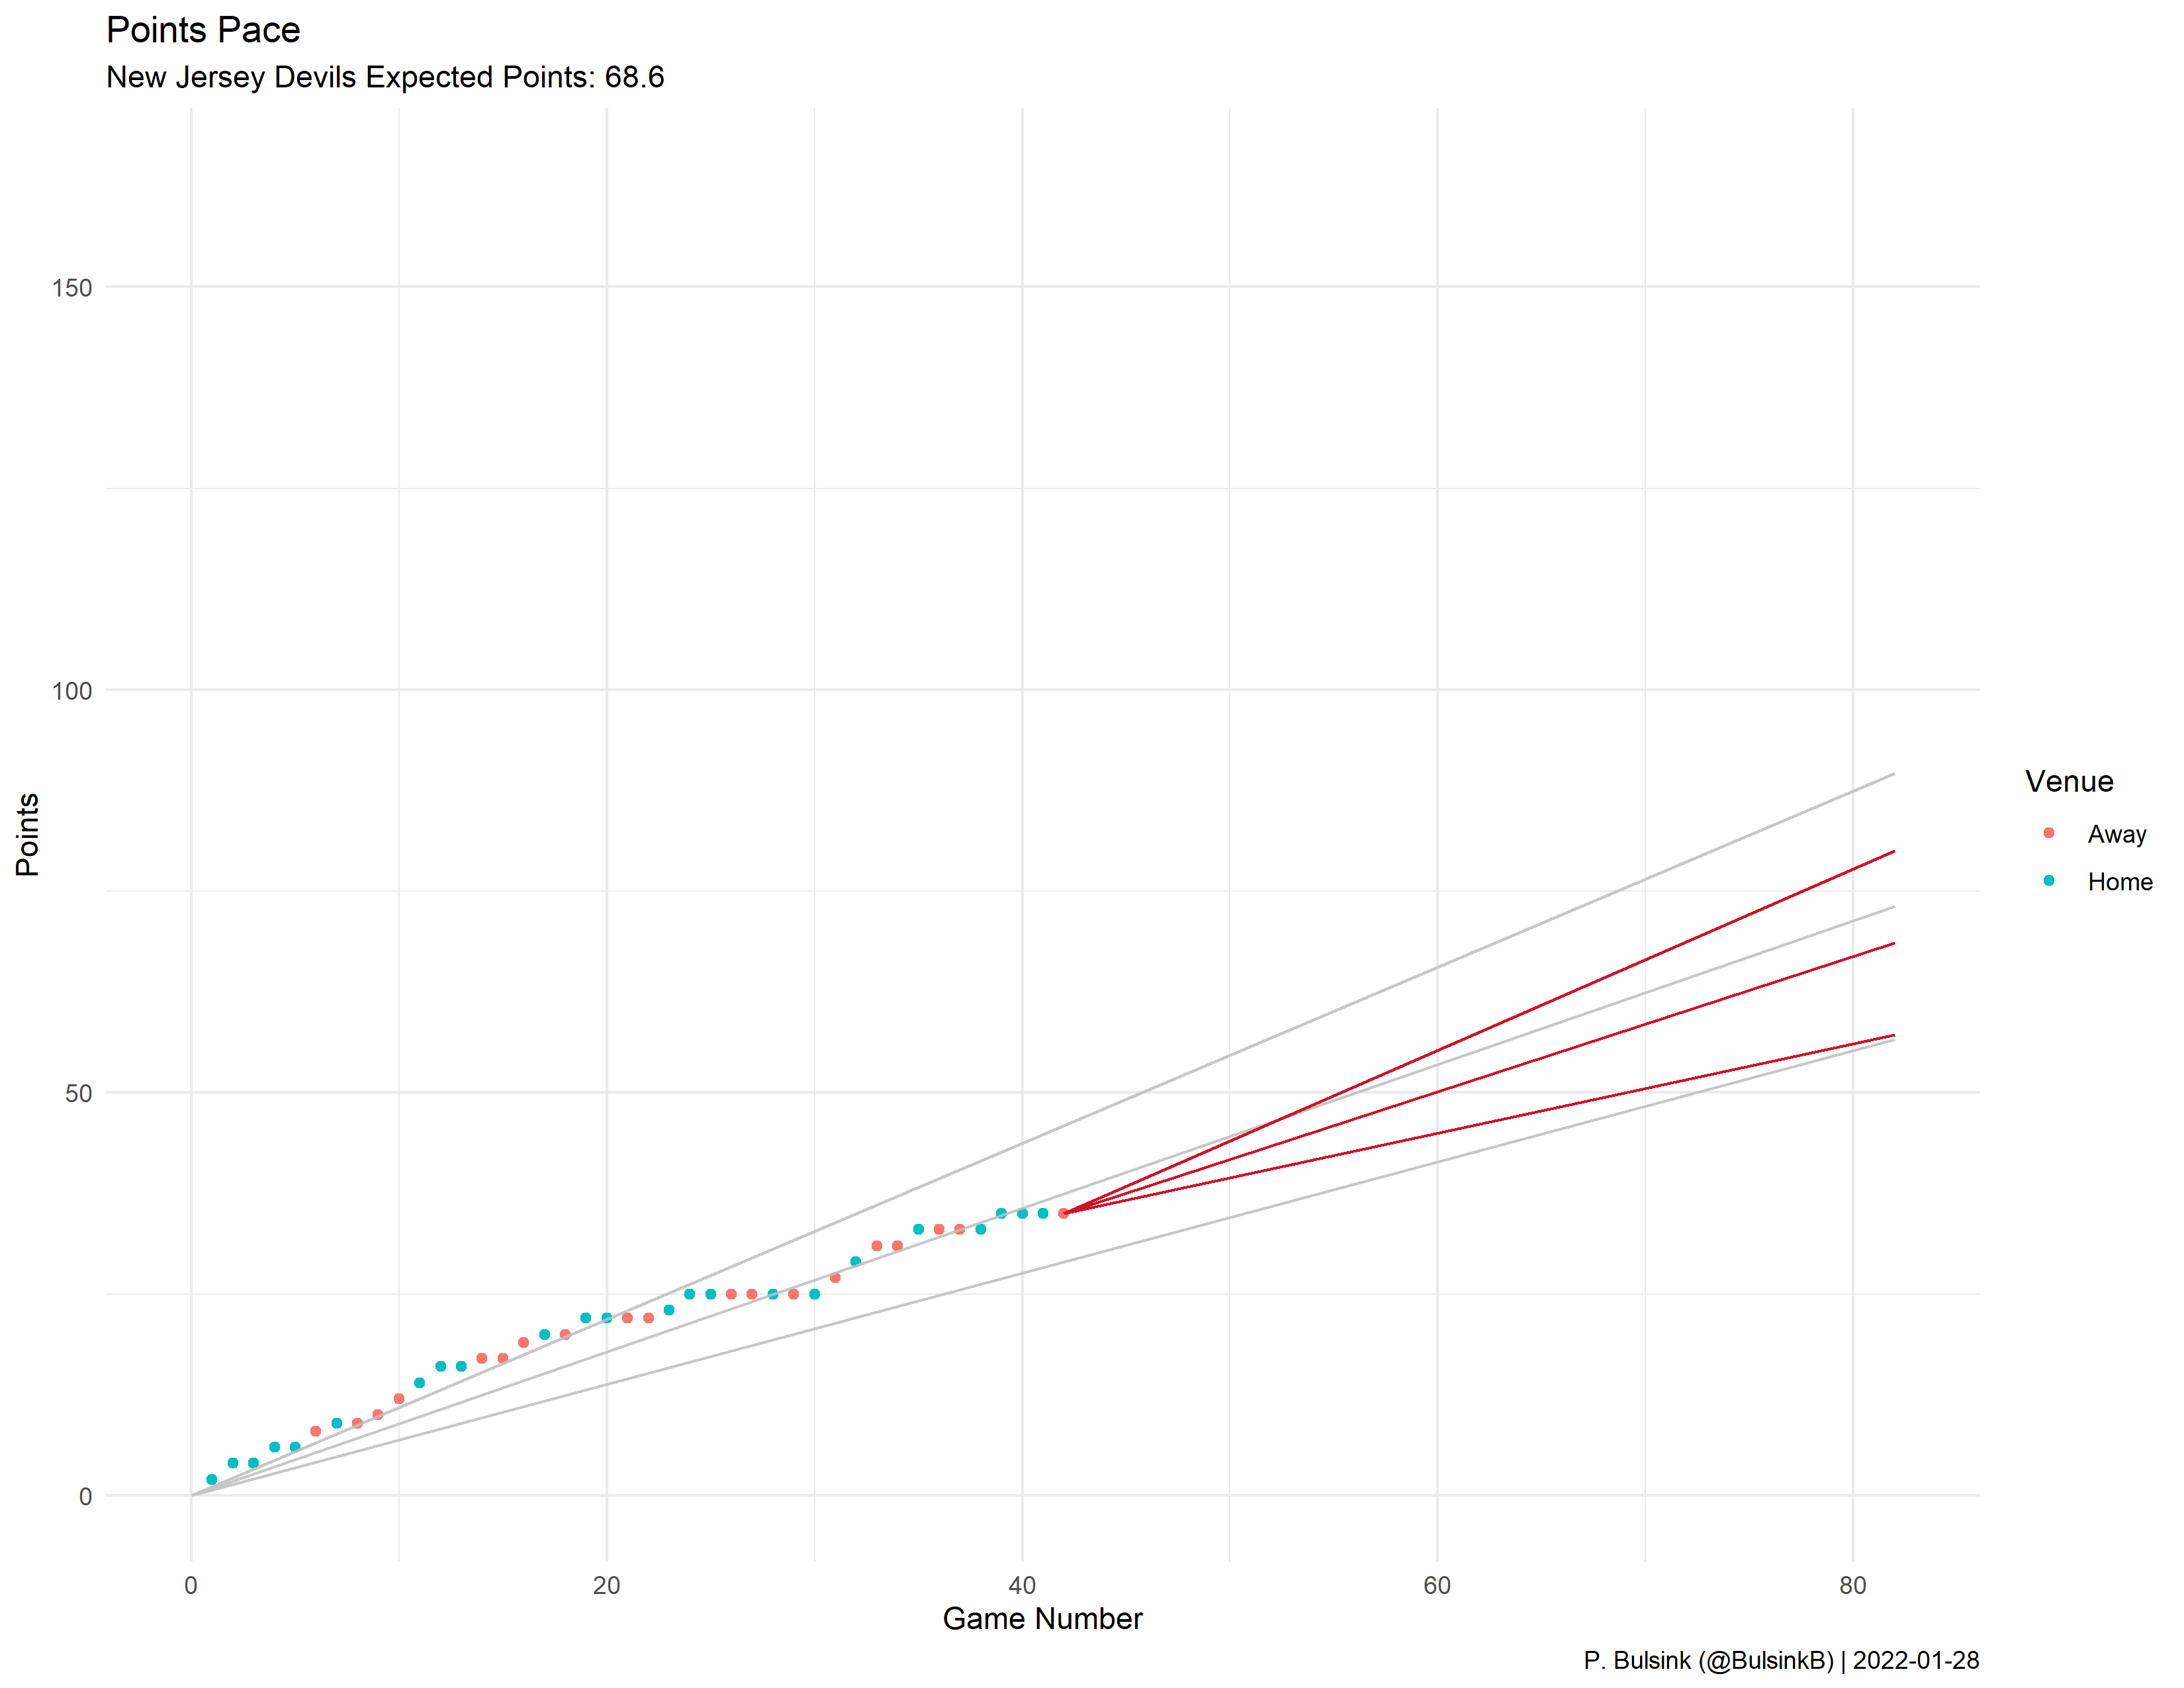 Points Pace
New Jersey Devils Expected Points: 68.6
150
100
50
0
Points
0 20 40 60 80
Game Number
Venue
Away
Home
P. Bulsink (@BulsinkB) | 2022-01-28